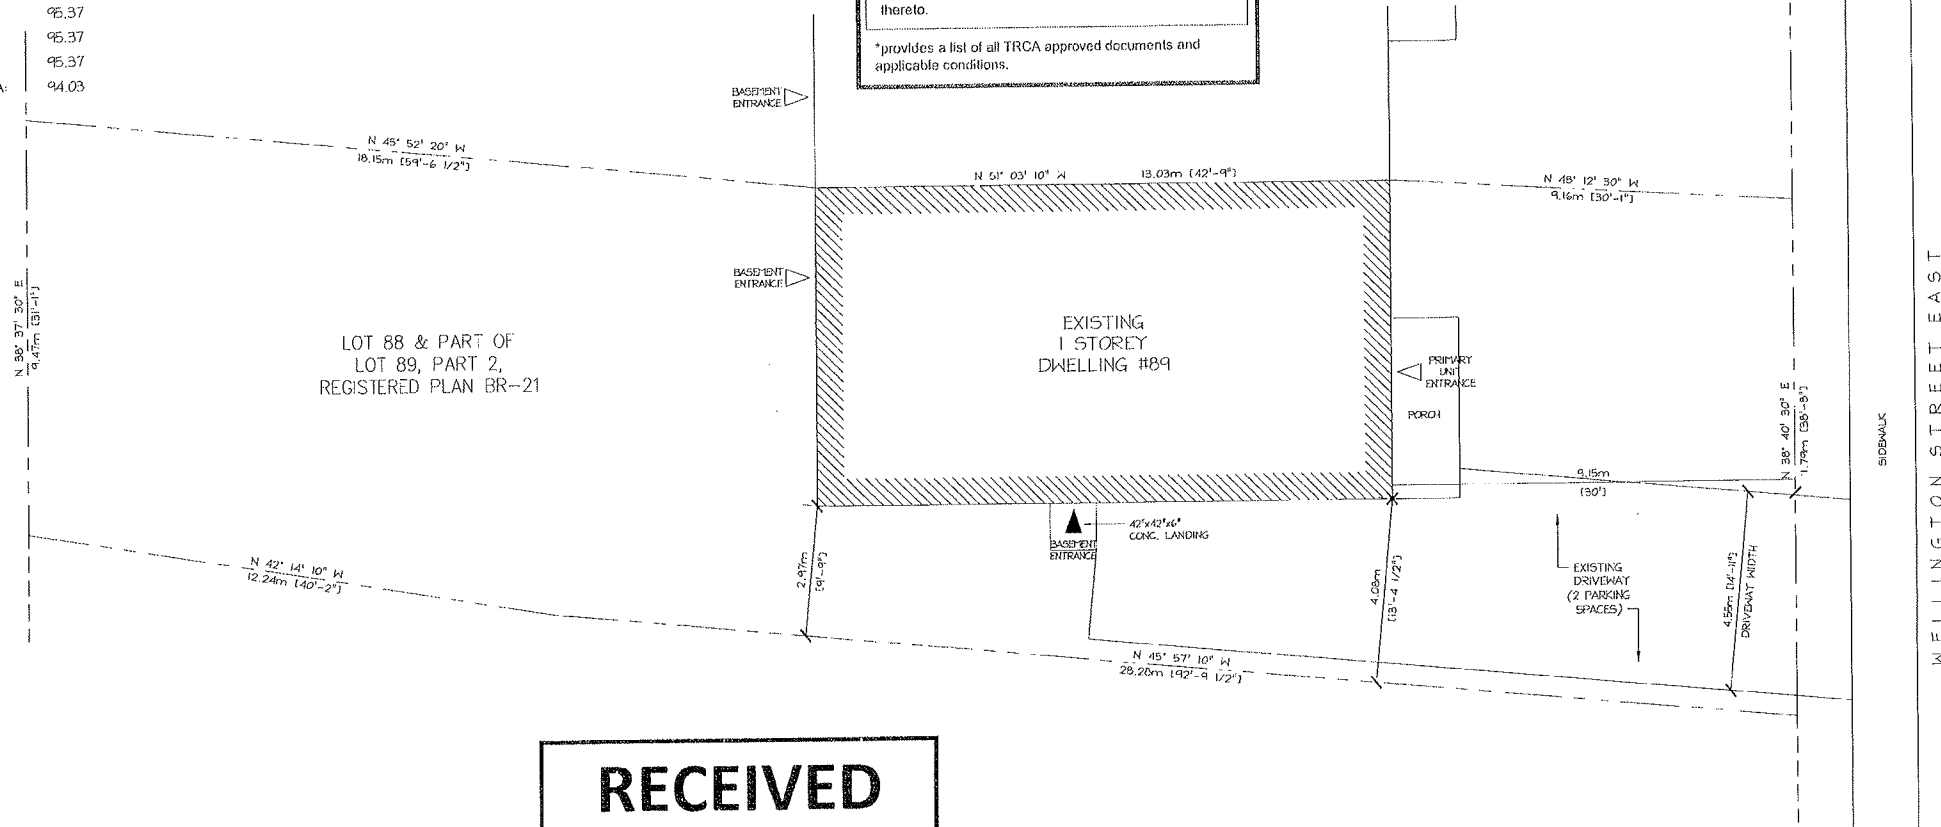 95.37
95.37
95.37
A: 94.03
thereto.
*provides a list of all TRCA approved documents and
applicable conditions.
BASEMENT
ENTRANCE
N 45° 52' 20" W
18.15m [59'-6 1/2"]
N 51° 03' 10" W 13.03m (42'-9")
N 45° 12' 30" W
9.16m [30'-1"]
BASEMENT
ENTRANCE
N 38° 37' 30" E
9.47m [31'-1"]
LOT 88 & PART OF
LOT 89, PART 2,
REGISTERED PLAN BR-21
EXISTING
1 STOREY
DWELLING #89
PRIMARY
UNIT
ENTRANCE
PORCH
N 38° 40' 30" E
1.79m [38'-8"]
SIDEWALK
WELLINGTON STREET EAST
9.15m
[30']
42"x42"x6"
CONC. LANDING
BASEMENT
ENTRANCE
N 42° 14' 10" W
12.24m [40'-2"]
2.97m
[9'-9"]
4.08m
[13'-4 1/2"]
EXISTING
DRIVEWAY
(2 PARKING
SPACES)
4.55m [14'-11"]
DRIVEWAY WIDTH
N 45° 57' 10" W
28.28m [92'-9 1/2"]
RECEIVED